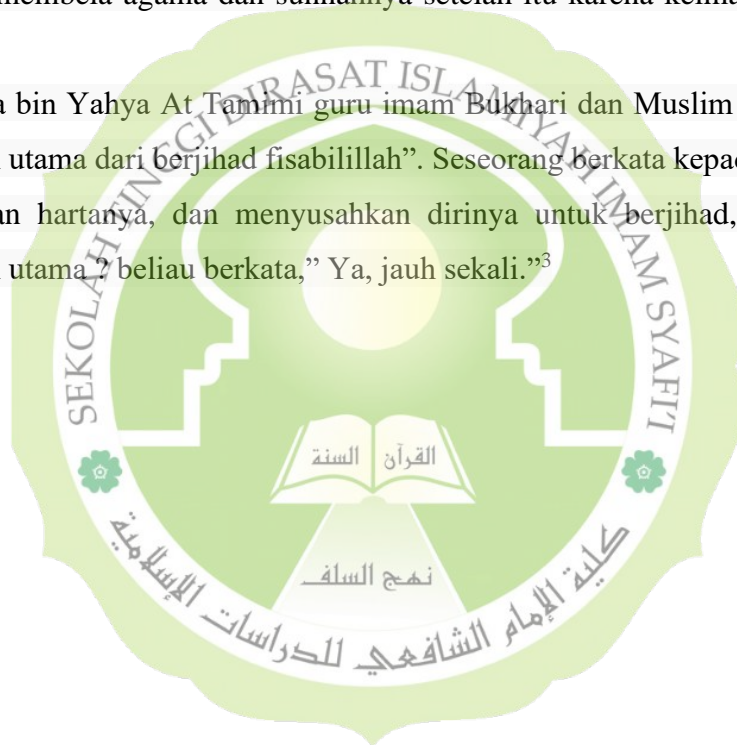 membela agama dan sunnahnya setelah itu karena
a bin Yahya At Tamimi guru imam Bukhari dan Muslim
utama dari berjihad fisabilillah”. Seseorang berkata
an hartanya, dan menyusahkan dirinya untuk berjihad,
utama ? beliau berkata,” Ya, jauh sekali.”3
SEKOLAH TINGGI DIRASAT ISLAMIYAH IMAM SYAFI'I
القرآن السنة
نهج السلف
كلية الإمام الشافعي للدراسات الإسلامية